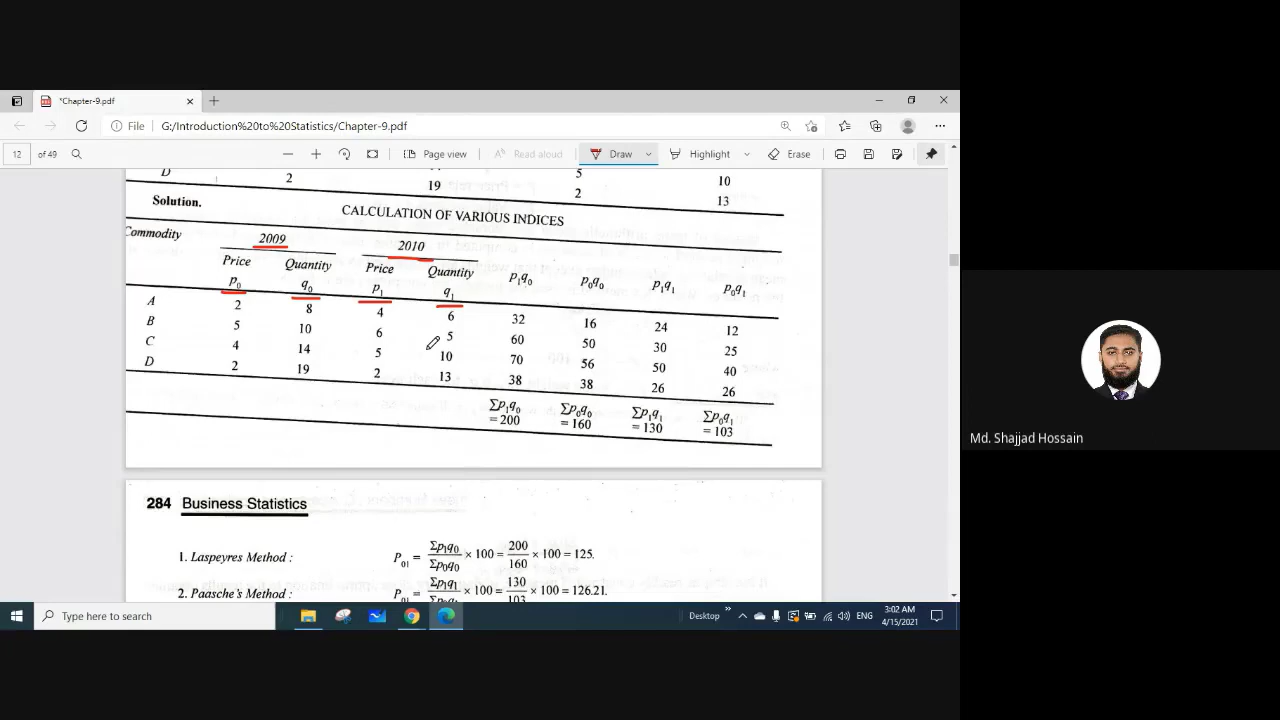 *Chapter-9.pdf
File G:/Introduction%20to%20Statistics/Chapter-9.pdf
12 of 49 Page view Read aloud Draw Highlight Erase
D 2 19 5 10
2 13
Solution. CALCULATION OF VARIOUS INDICES
Commodity 2009 2010
Price Quantity Price Quantity p₁q₀ p₀q₀ p₁q₁ p₀q₁
p₀ q₀ p₁ q₁
A 2 8 4 6 32 16 24 12
B 5 10 6 5 60 50 30 25
C 4 14 5 10 70 56 50 40
D 2 19 2 13 38 38 26 26
Σp₁q₀ Σp₀q₀ Σp₁q₁ Σp₀q₁
= 200 = 160 = 130 = 103
284 Business Statistics
1. Laspeyres Method : P₀₁ = Σp₁q₀/Σp₀q₀ × 100 = 200/160 × 100 = 125.
2. Paasche's Method : P₀₁ = Σp₁q₁/Σp₀q₁ × 100 = 130/103 × 100 = 126.21.
Type here to search Desktop ENG 3:02 AM
4/15/2021
Md. Shajjad Hossain